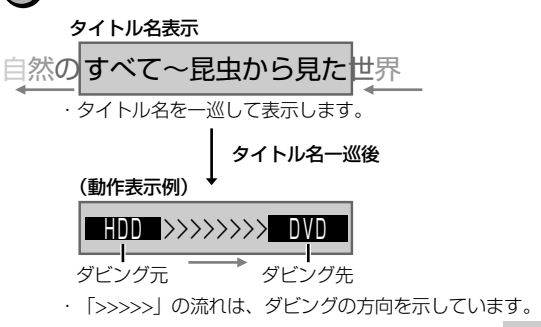 タイトル名表示
自然のすべて～昆虫から見た世界
・タイトル名を一巡して表示します。
タイトル名一巡後
（動作表示例）
HDD >>>>>>>> DVD
ダビング元 ダビング先
・「>>>>>」の流れは、ダビングの方向を示しています。